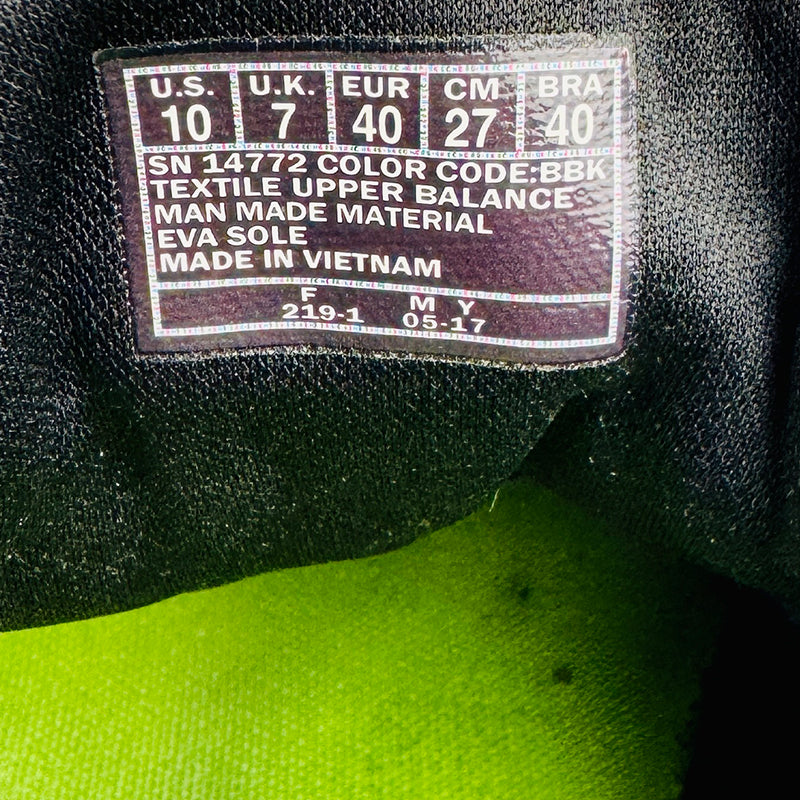 U.S. U.K. EUR CM BRA
10 7 40 27 40
SN 14772 COLOR CODE:BBK
TEXTILE UPPER BALANCE
MAN MADE MATERIAL
EVA SOLE
MADE IN VIETNAM
F M Y
219-1 05-17